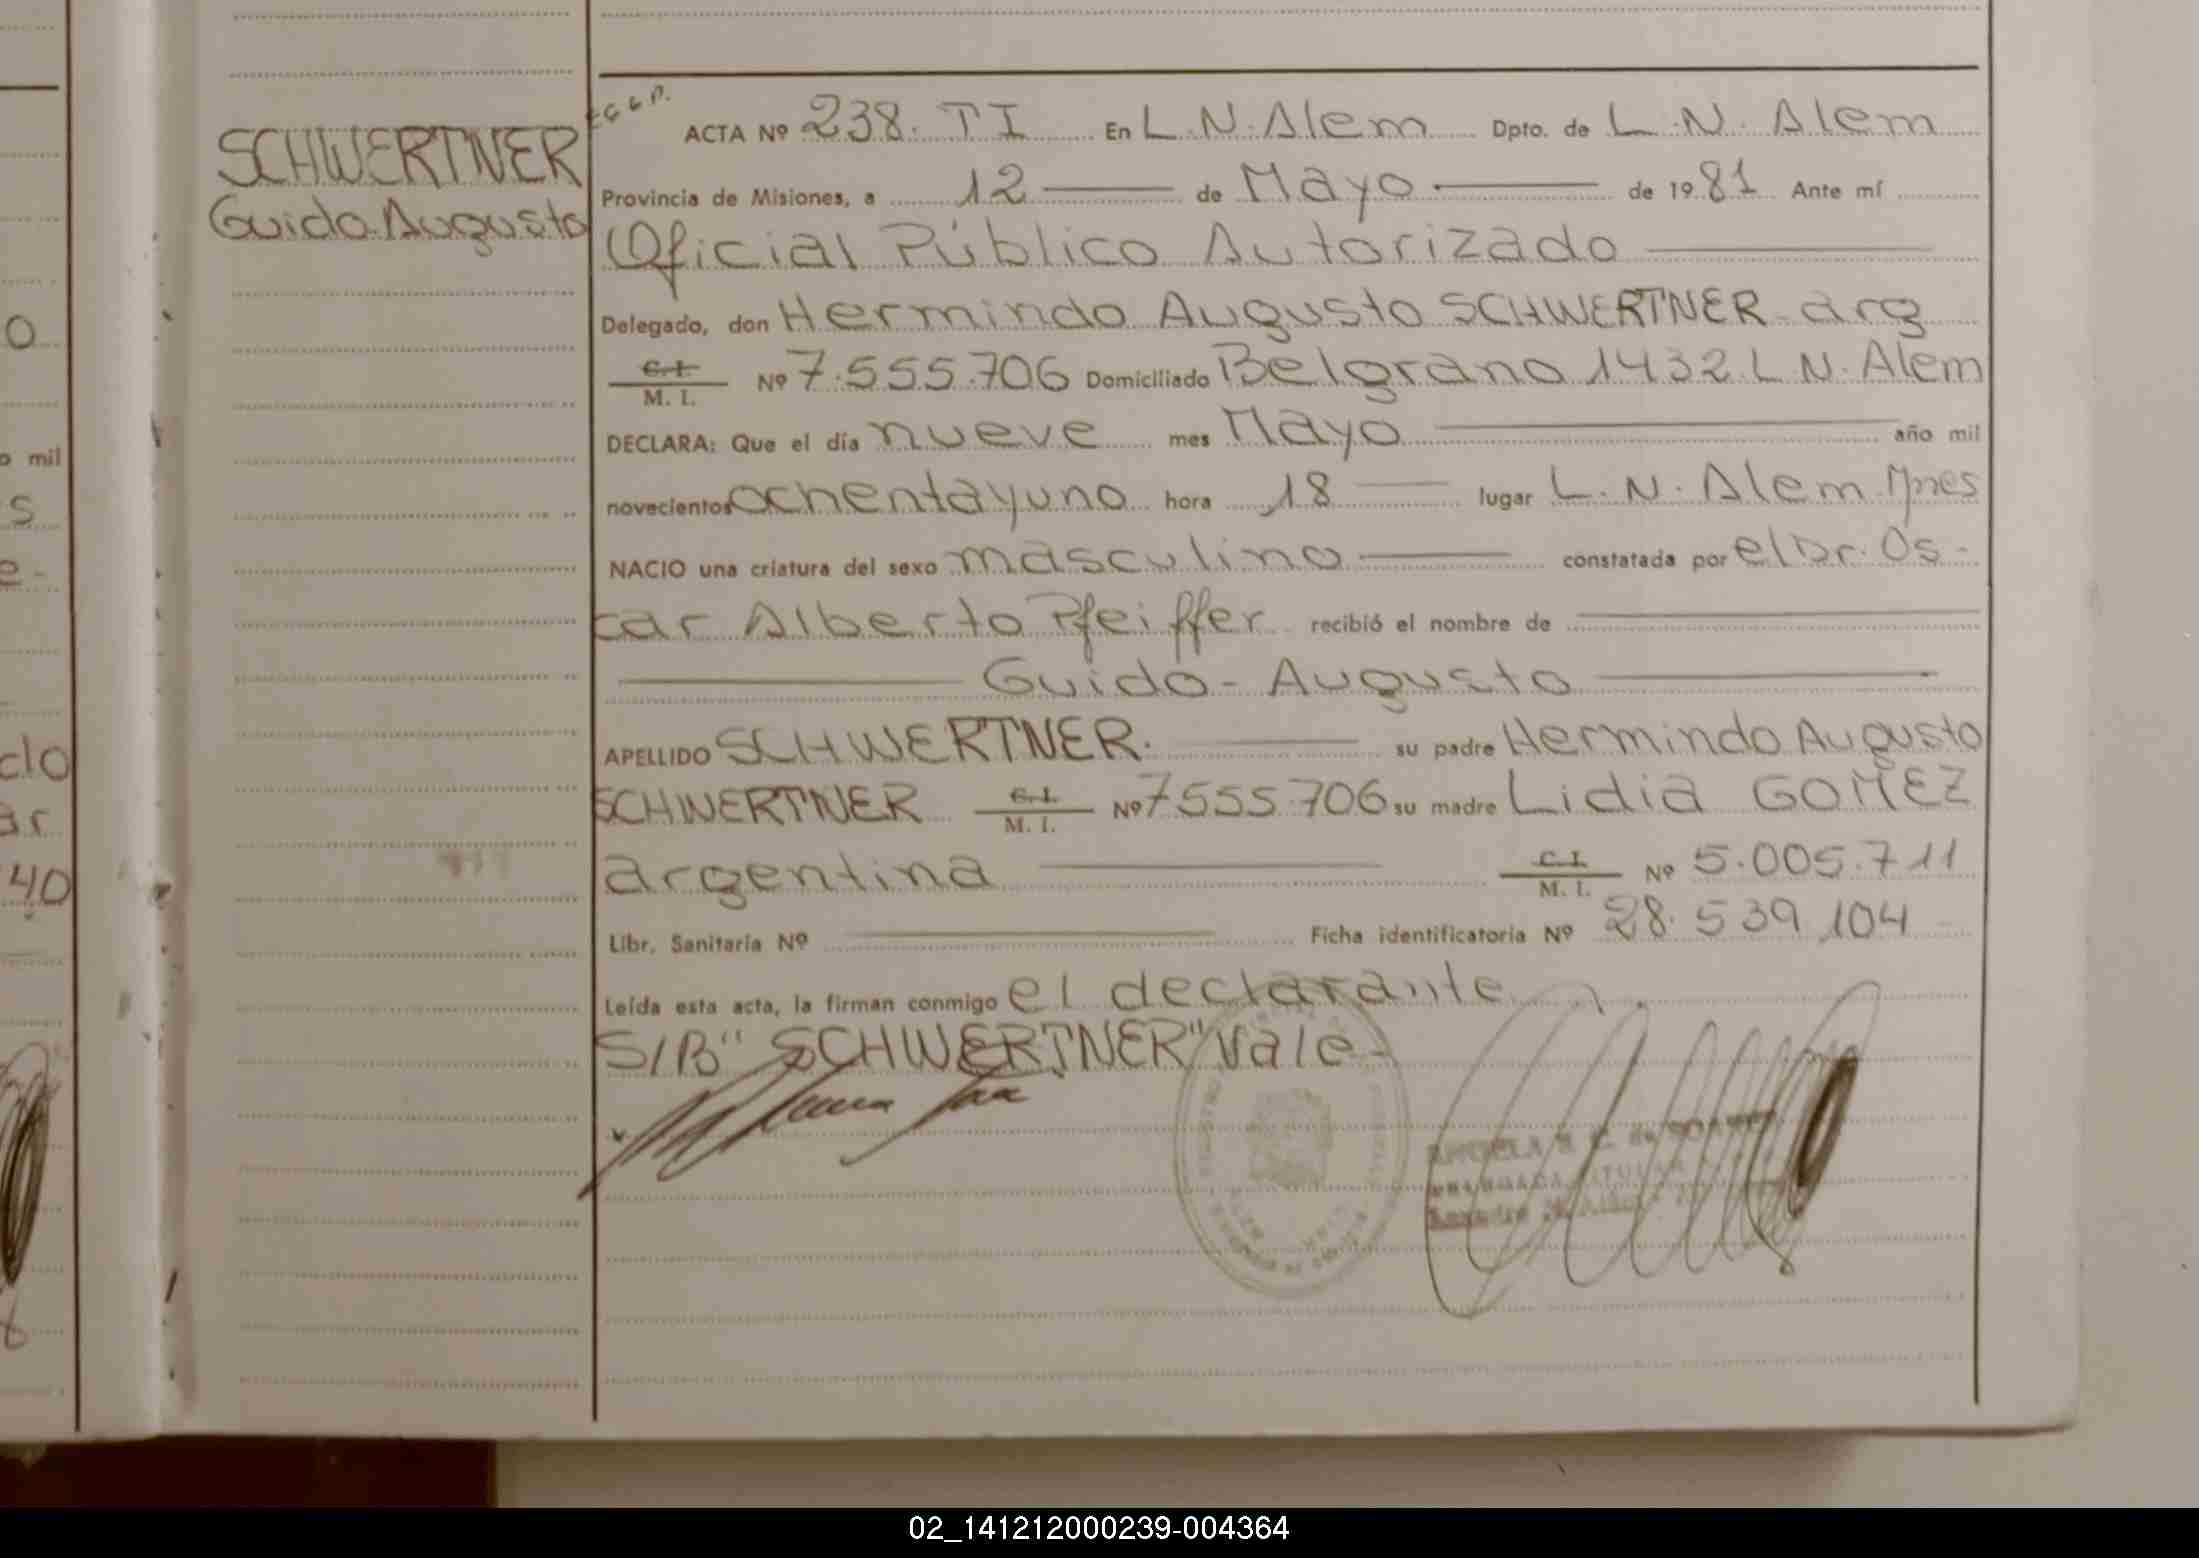 SCHWERTNER
Guido Augusto
ACTA Nº 238. TI En L.N.Alem Dpto. de L.N. Alem
Provincia de Misiones, a 12 de Mayo de 1981 Ante mí
Oficial Público Autorizado
Delegado, don Hermindo Augusto SCHWERTNER arg
C. I. M. I. Nº 7.555.706 Domiciliado Belgrano 1432 L N. Alem
DECLARA: Que el día nueve mes Mayo año mil
novecientos ochentayuno hora 18 lugar L. N. Alem Mnes
NACIO una criatura del sexo masculino constatada por el Dr. Os-
car Alberto Pfeiffer recibió el nombre de
Guido - Augusto
APELLIDO SCHWERTNER. su padre Hermindo Augusto
SCHWERTNER C. I. M. I. Nº 7555.706 su madre Lidia GOMEZ
argentina C. I. M. I. Nº 5.005.711
Libr. Sanitaria Nº Ficha identificatoria Nº 28.539.104
Leída esta acta, la firman conmigo el declarante
S/B" SCHWERTNER" Vale-
o
o mil
s
e-
clo
ar
40
02_141212000239-004364